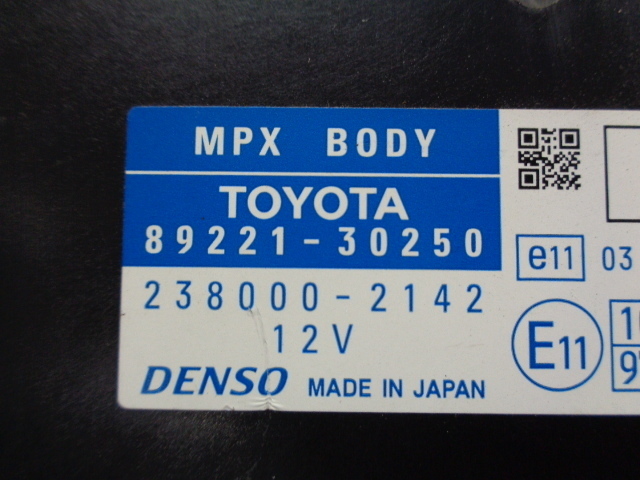 MPX BODY
TOYOTA
89221-30250
238000-2142
12V
DENSO MADE IN JAPAN
e11 03
E11